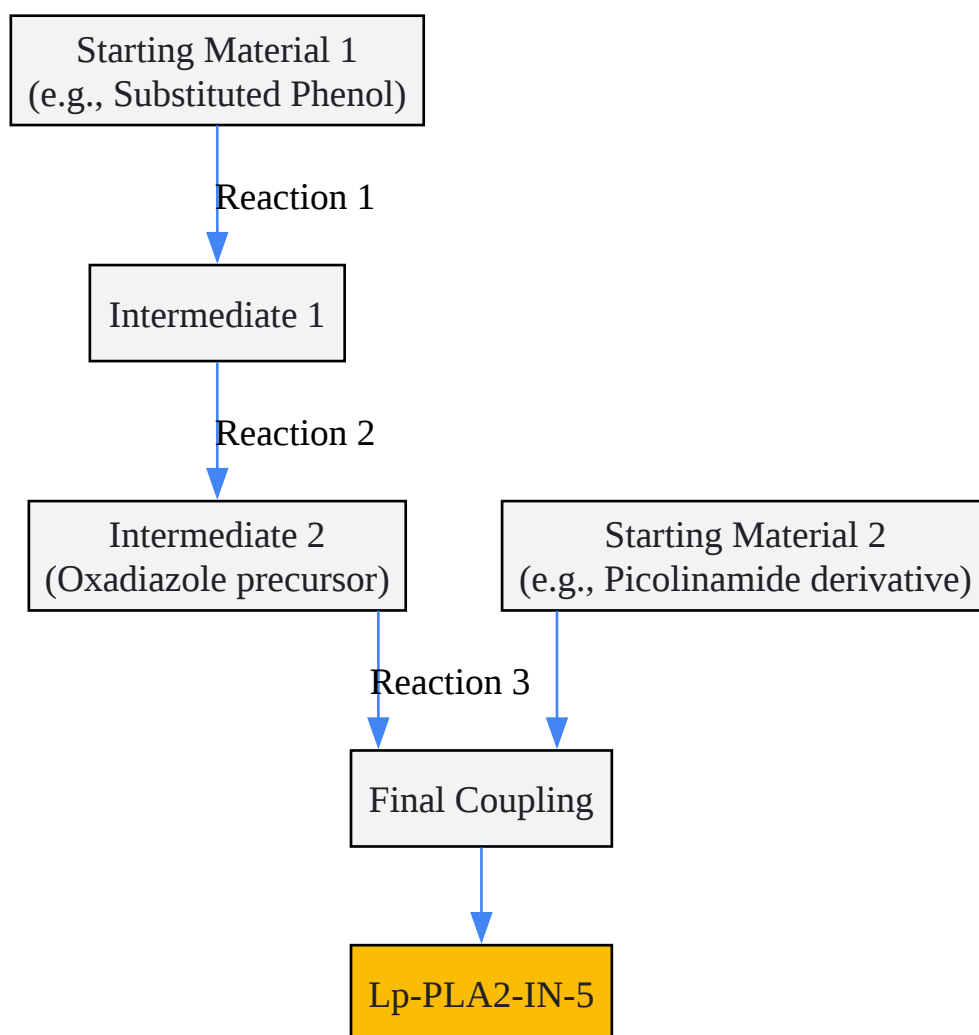 Starting Material 1
(e.g., Substituted Phenol)
Reaction 1
Intermediate 1
Reaction 2
Intermediate 2
(Oxadiazole precursor)
Starting Material 2
(e.g., Picolinamide derivative)
Reaction 3
Final Coupling
Lp-PLA2-IN-5